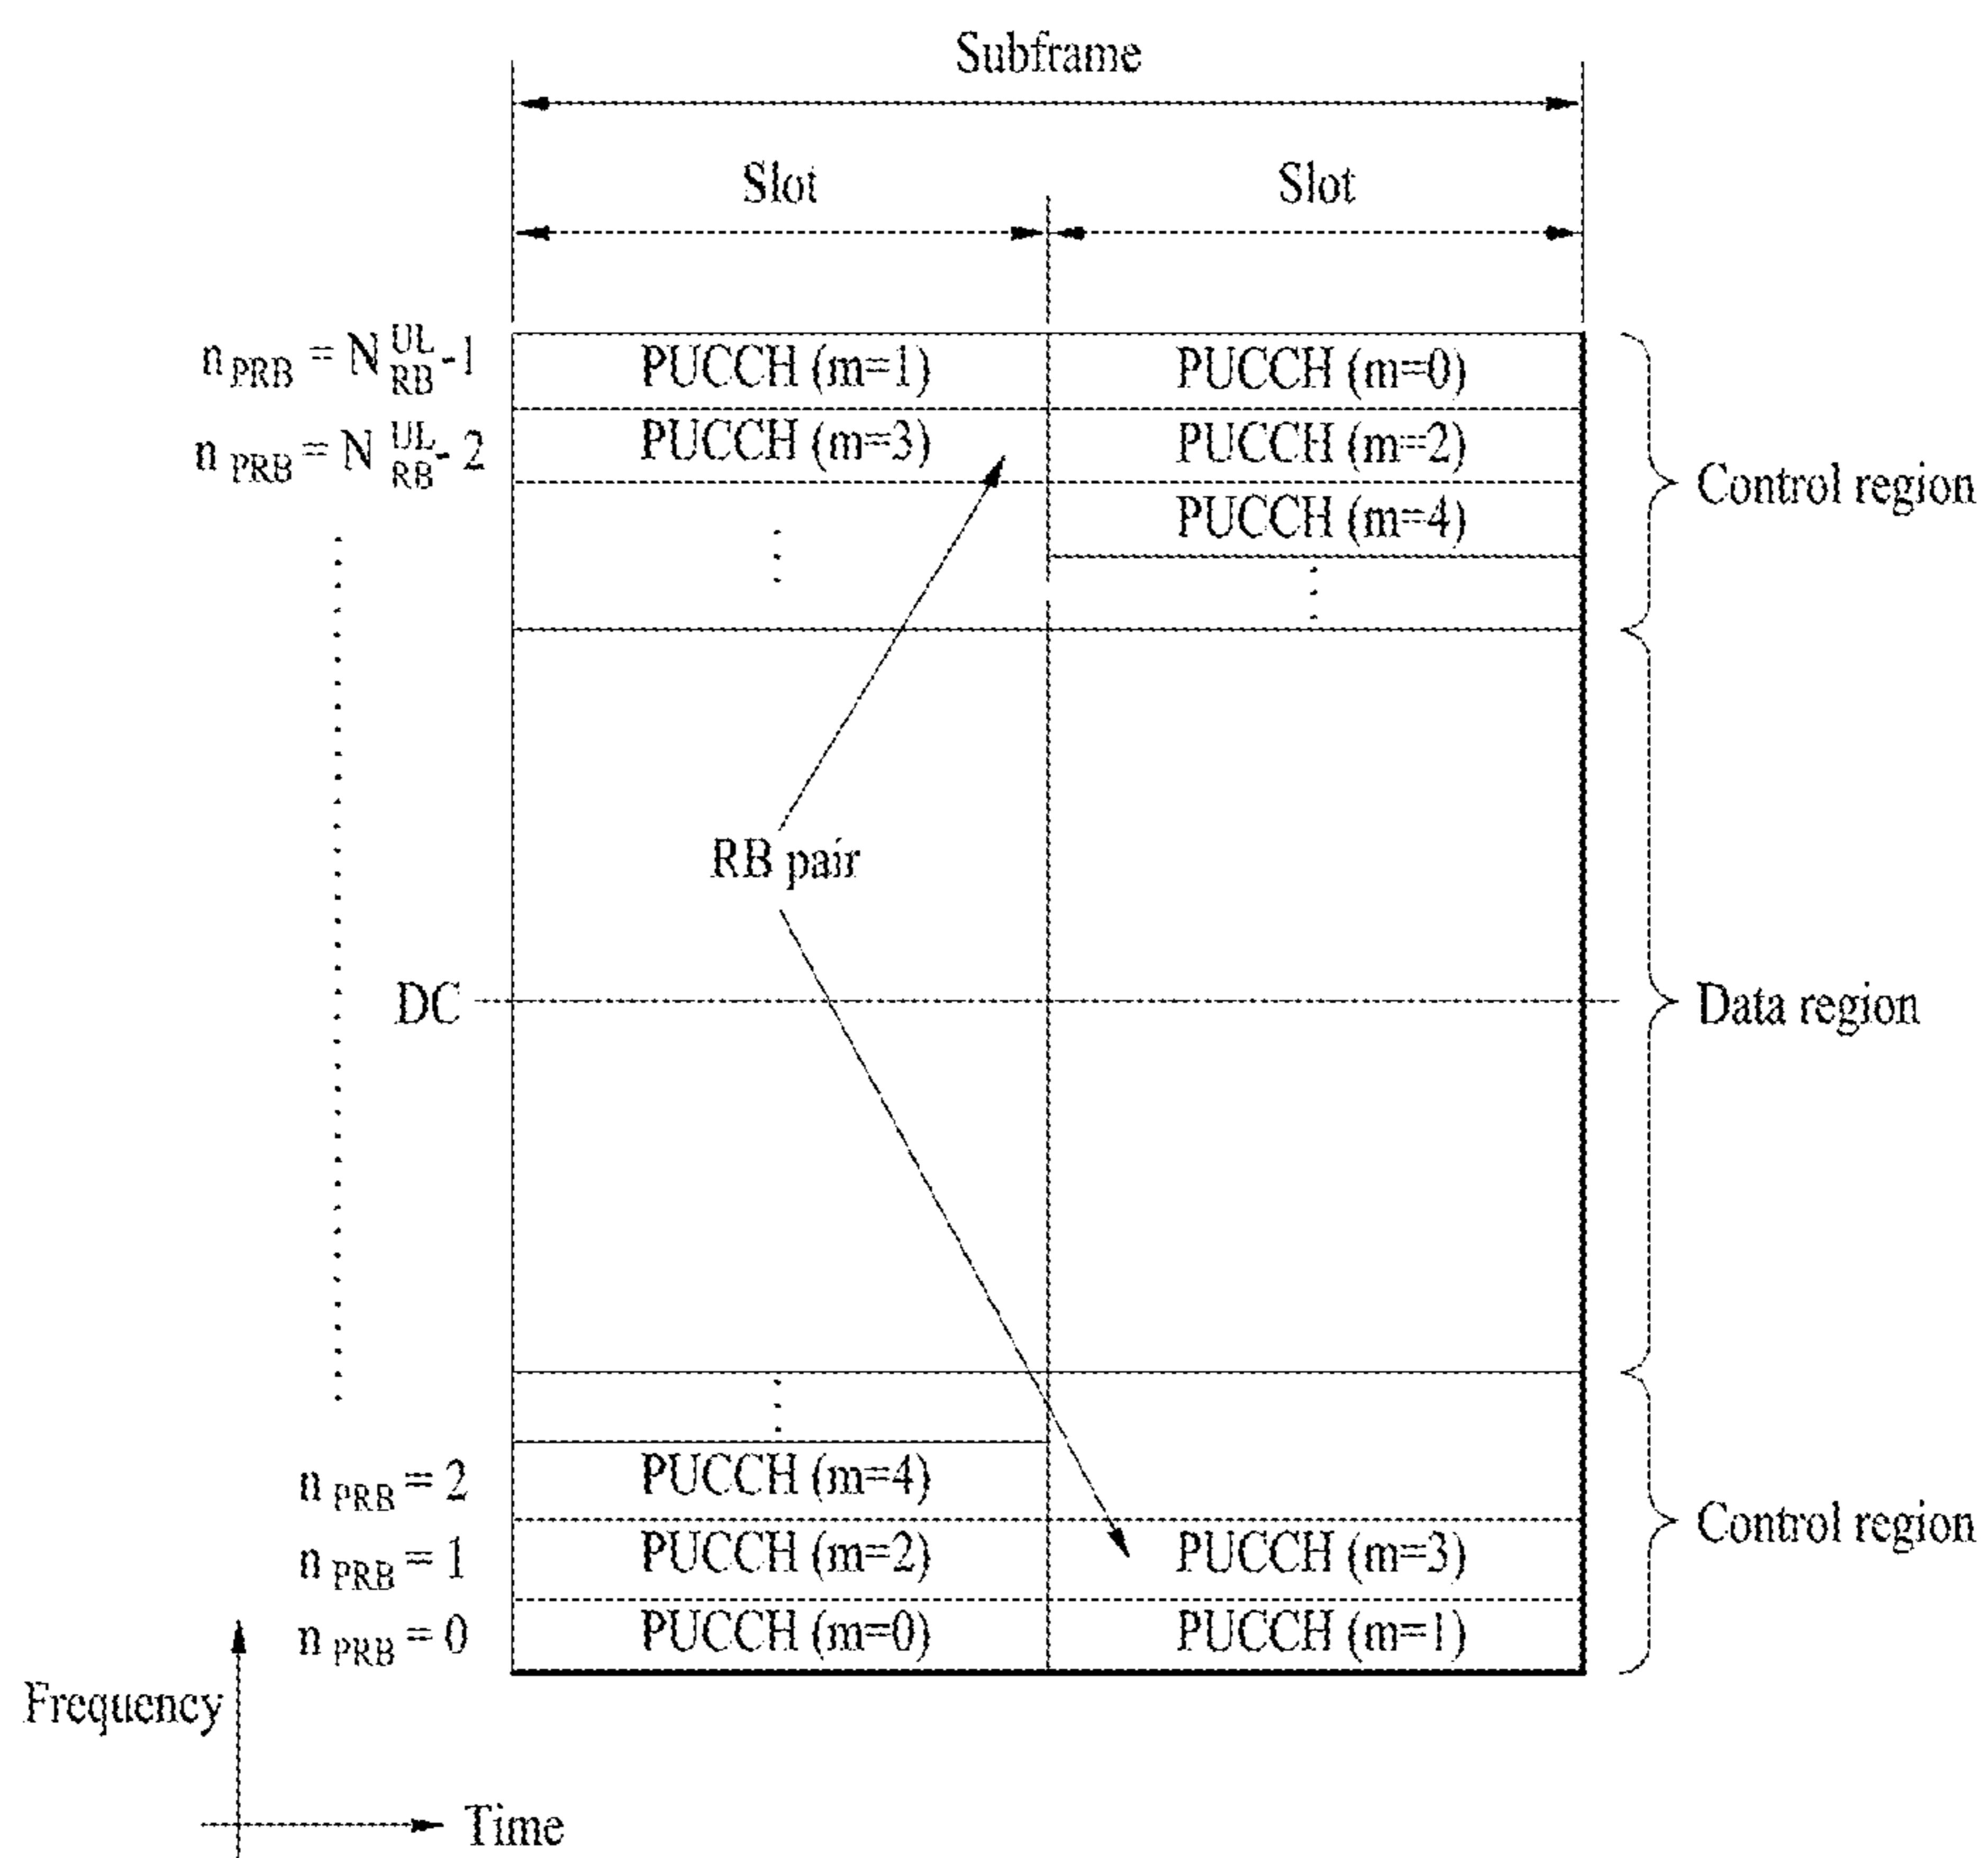 Subframe
Slot Slot
n PRB = N UL RB -1 PUCCH (m=1) PUCCH (m=0)
n PRB = N UL RB - 2 PUCCH (m=3) PUCCH (m=2)
Control region
PUCCH (m=4)
RB pair
DC Data region
n PRB = 2 PUCCH (m=4)
Control region
n PRB = 1 PUCCH (m=2) PUCCH (m=3)
n PRB = 0 PUCCH (m=0) PUCCH (m=1)
Frequency
Time